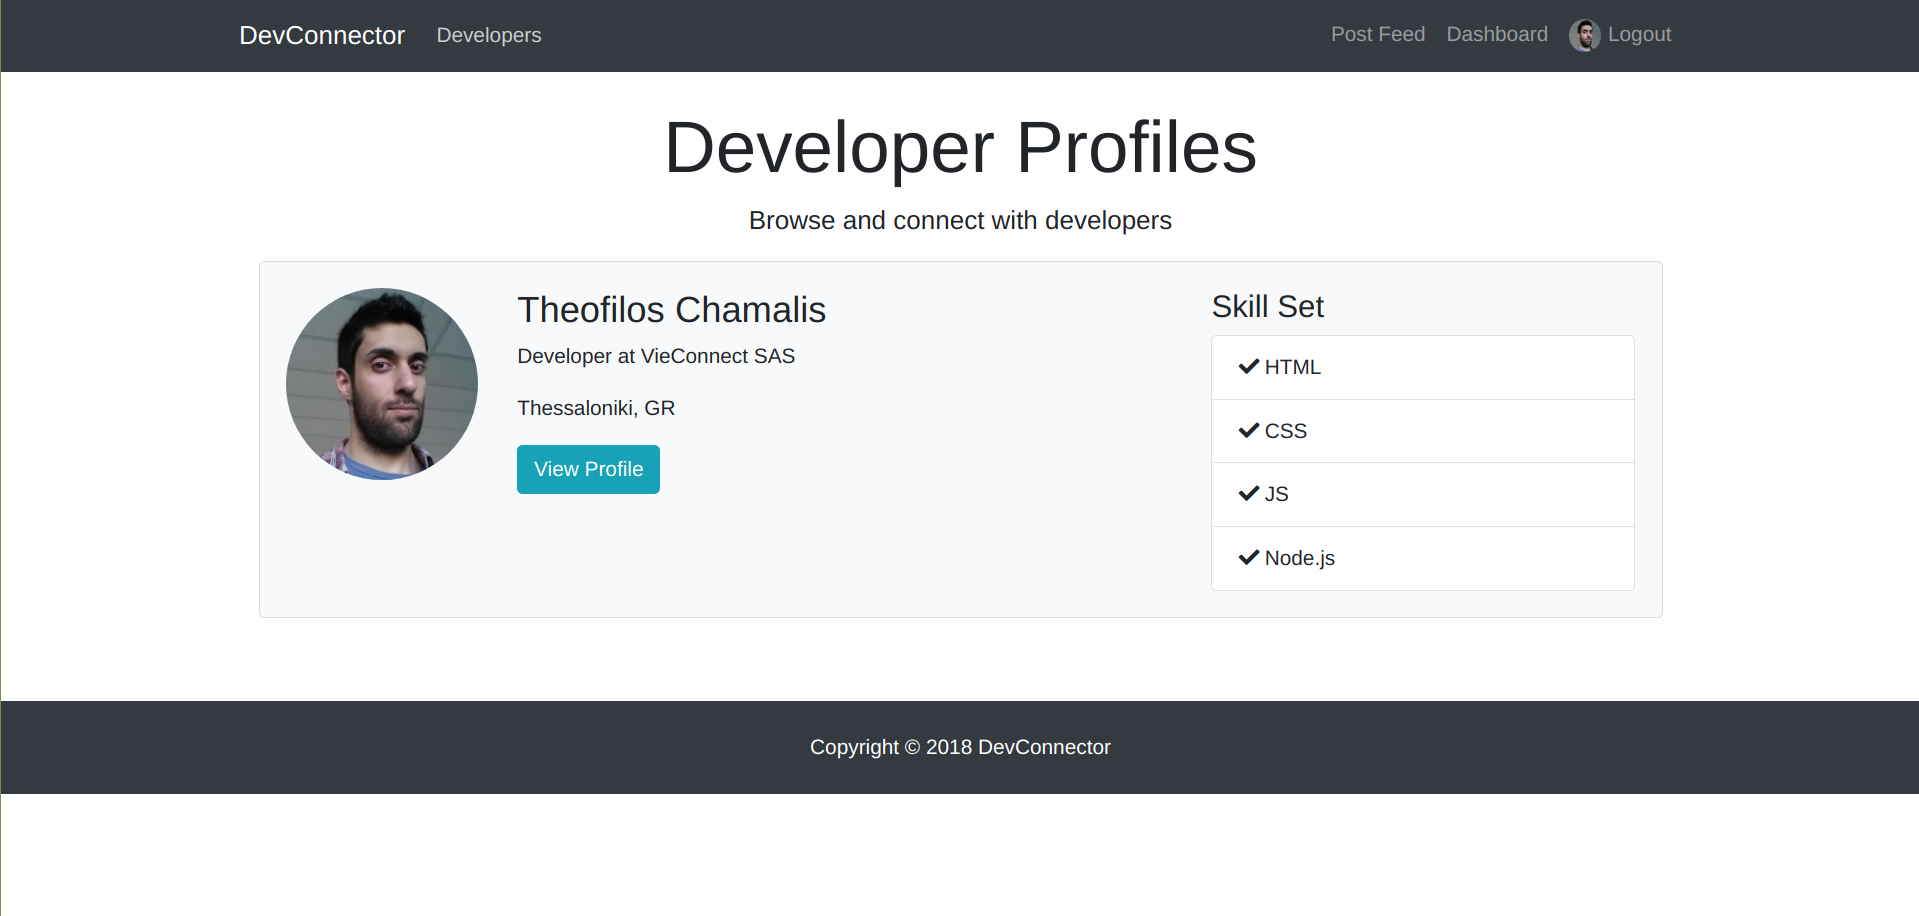 DevConnector Developers Post Feed Dashboard Logout
Developer Profiles
Browse and connect with developers
Theofilos Chamalis
Developer at VieConnect SAS
Thessaloniki, GR
View Profile
Skill Set
HTML
CSS
JS
Node.js
Copyright © 2018 DevConnector